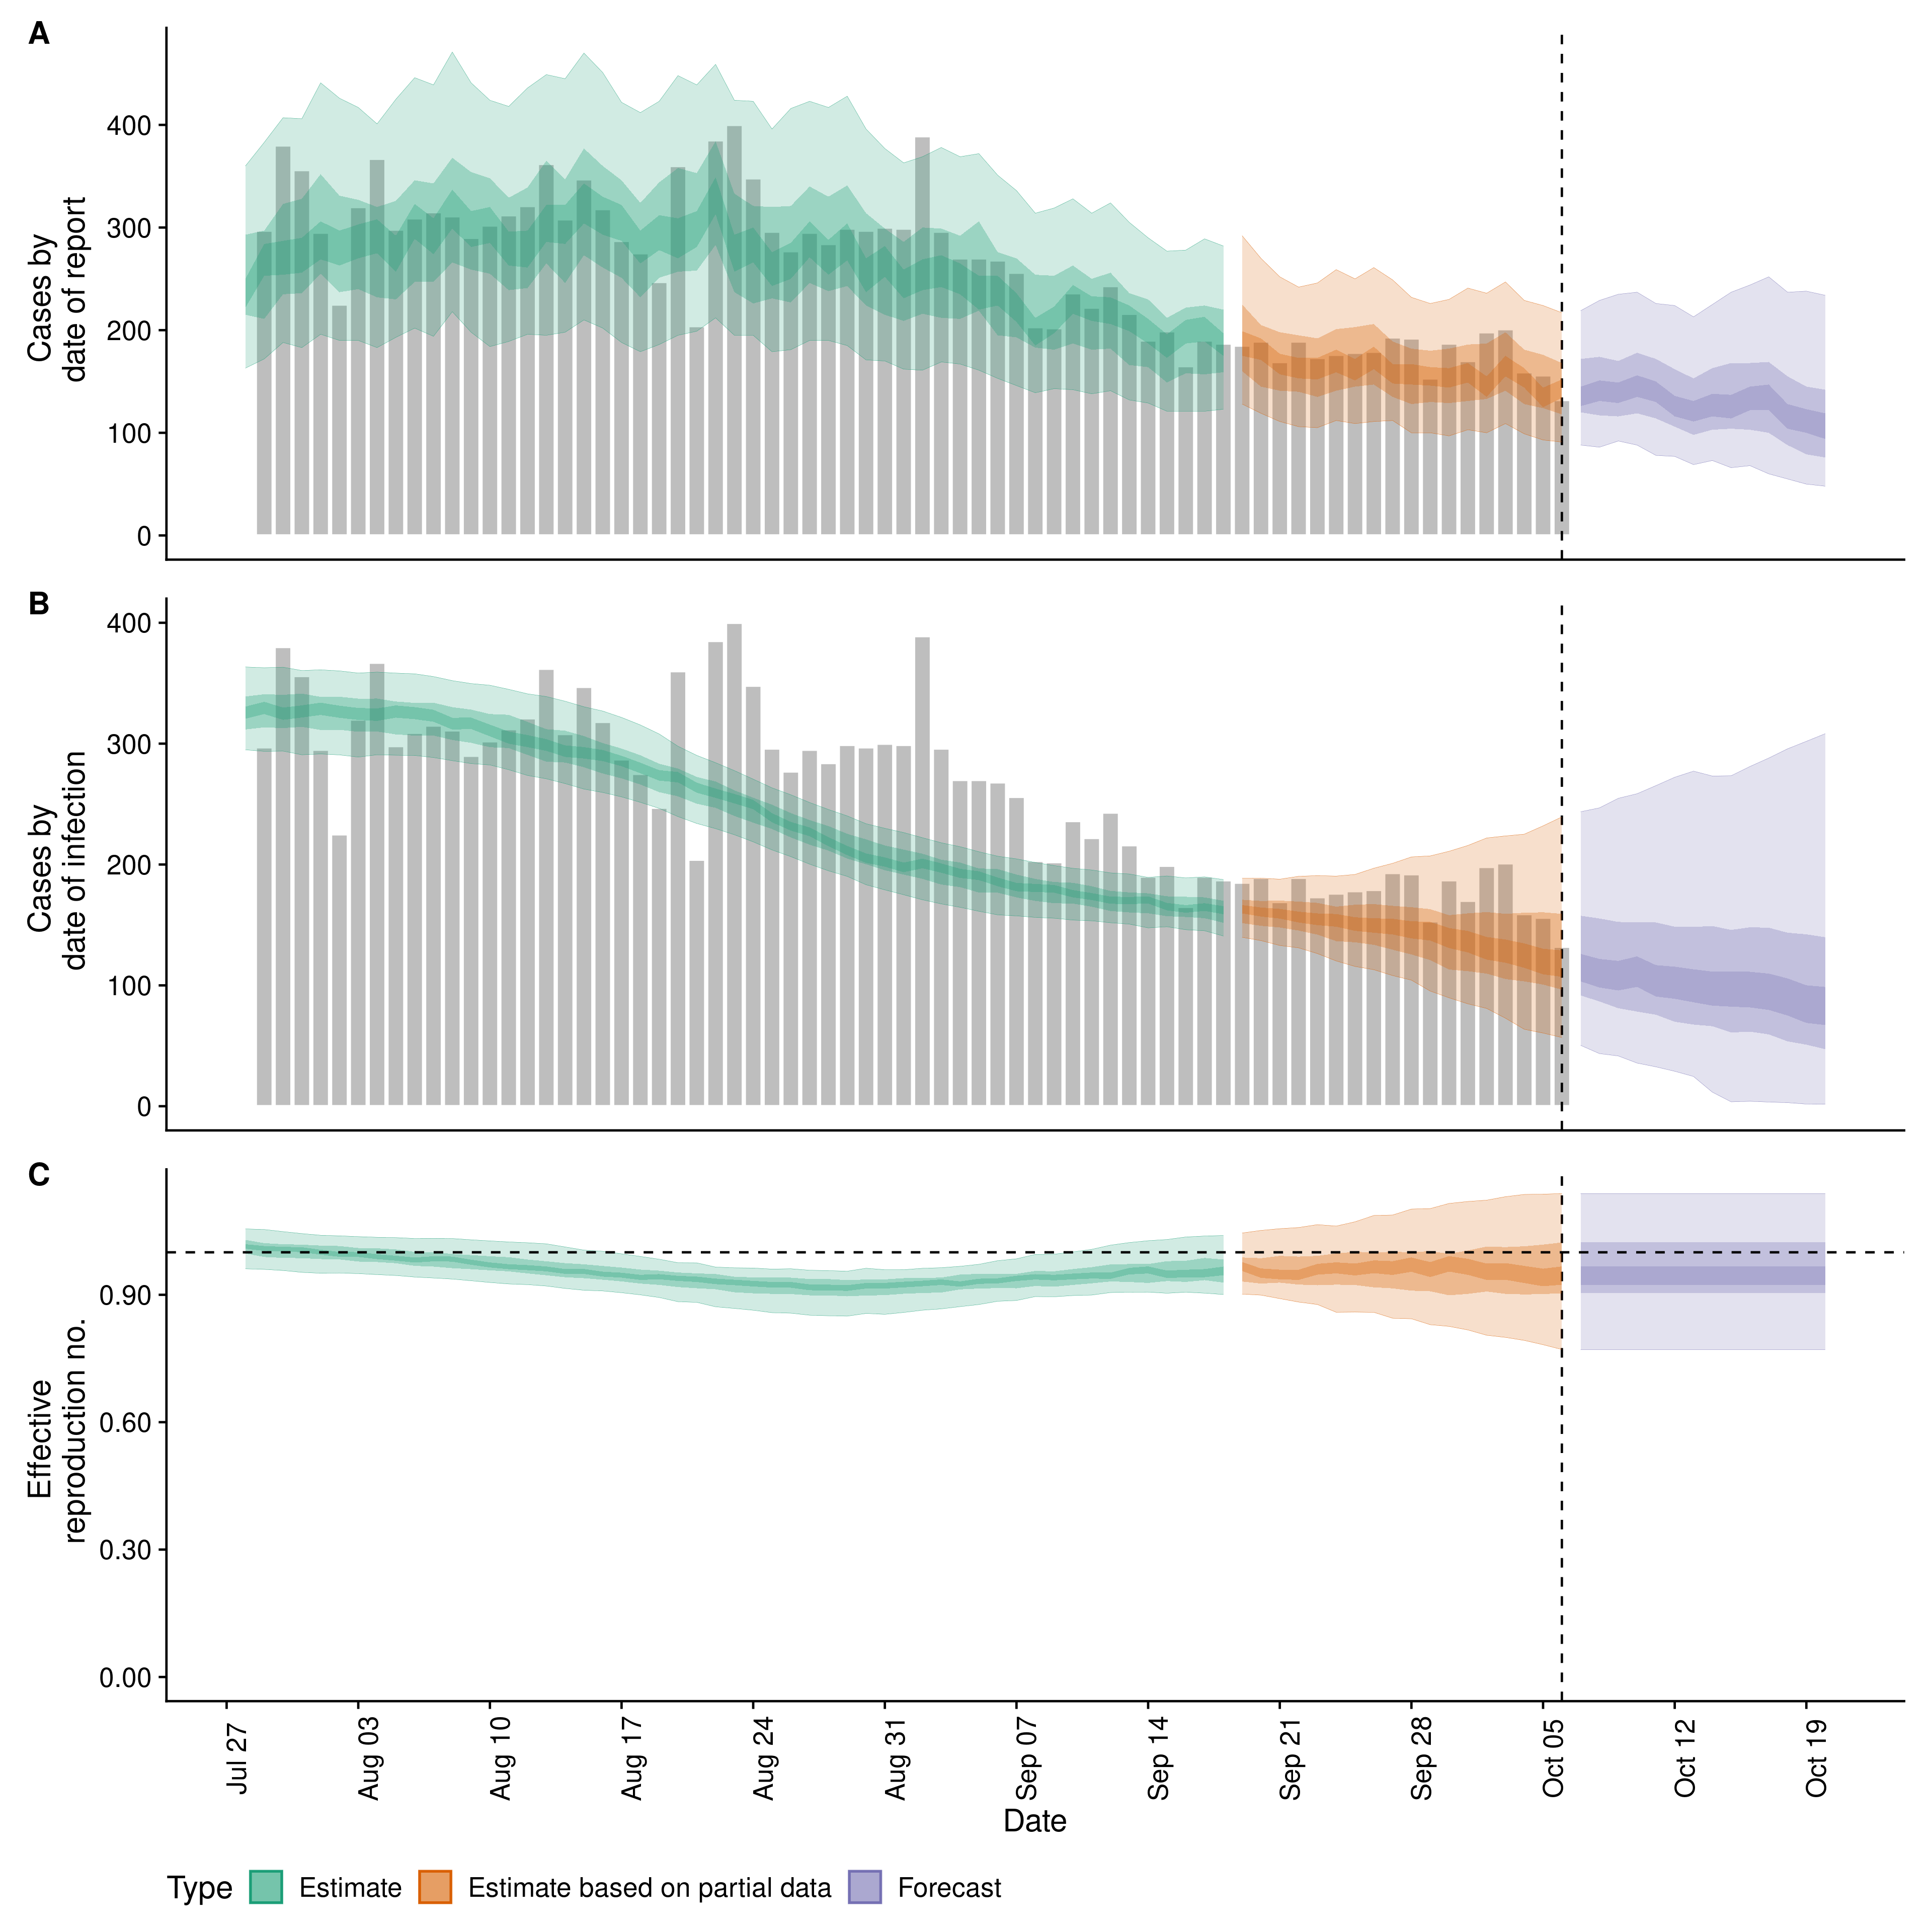 A
Cases by
date of report
400
300
200
100
0
B
Cases by
date of infection
400
300
200
100
0
C
Effective
reproduction no.
0.90
0.60
0.30
0.00
Jul 27
Aug 03
Aug 10
Aug 17
Aug 24
Aug 31
Sep 07
Sep 14
Sep 21
Sep 28
Oct 05
Oct 12
Oct 19
Date
Type Estimate Estimate based on partial data Forecast